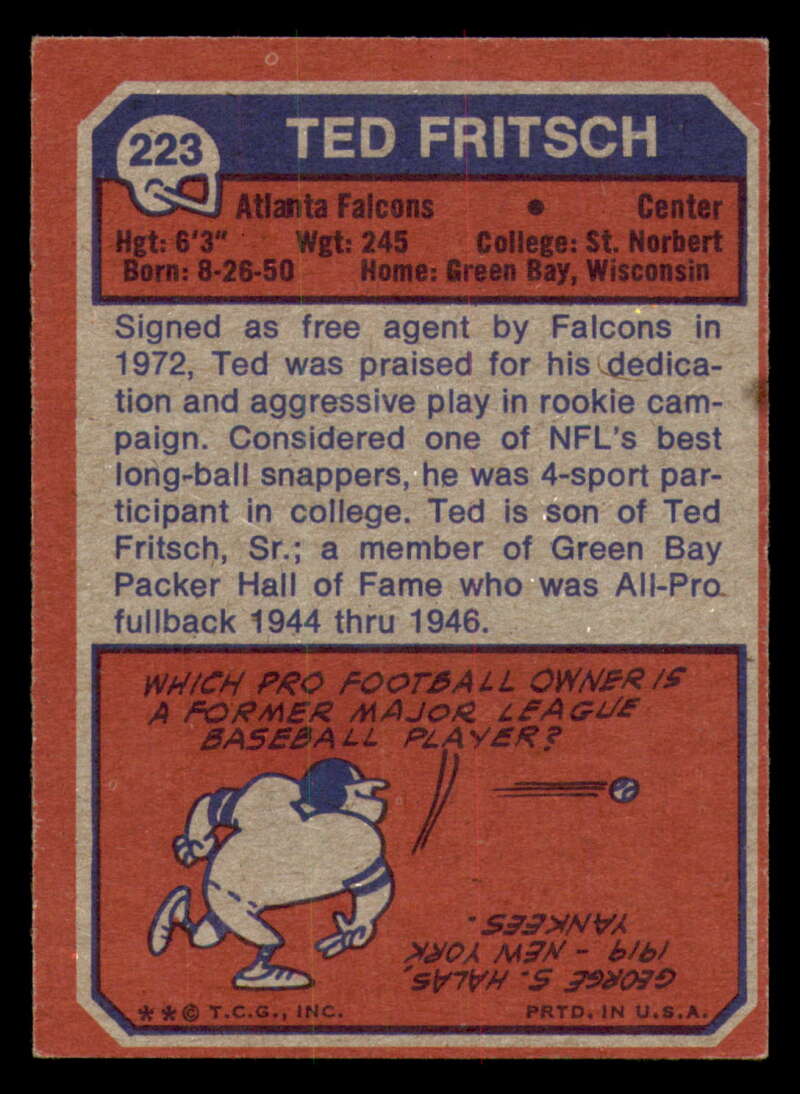 223
TED FRITSCH
Atlanta Falcons • Center
Hgt: 6'3" Wgt: 245 College: St. Norbert
Born: 8-26-50 Home: Green Bay, Wisconsin
Signed as free agent by Falcons in
1972, Ted was praised for his dedica-
tion and aggressive play in rookie cam-
paign. Considered one of NFL's best
long-ball snappers, he was 4-sport par-
ticipant in college. Ted is son of Ted
Fritsch, Sr.; a member of Green Bay
Packer Hall of Fame who was All-Pro
fullback 1944 thru 1946.
WHICH PRO FOOTBALL OWNER IS
A FORMER MAJOR LEAGUE
BASEBALL PLAYER?
GEORGE S. HALAS,
1919 - NEW YORK
YANKEES.
**© T.C.G., INC. PRTD. IN U.S.A.